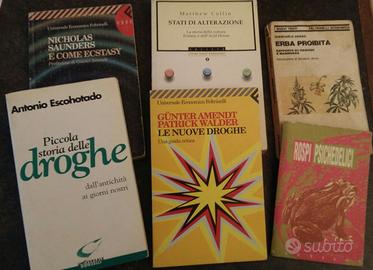 Universale Economica Feltrinelli
NICHOLAS
SAUNDERS
E COME ECSTASY
Matthew Collin
STATI DI ALTERAZIONE
ERBA PROIBITA
Antonio Escohotado
Piccola
storia delle
droghe
dall'antichità
ai giorni nostri
Universale Economica Feltrinelli
GÜNTER AMENDT
PATRICK WALDER
LE NUOVE DROGHE
Una guida critica
ROSPI PSICHEDELICI
subito